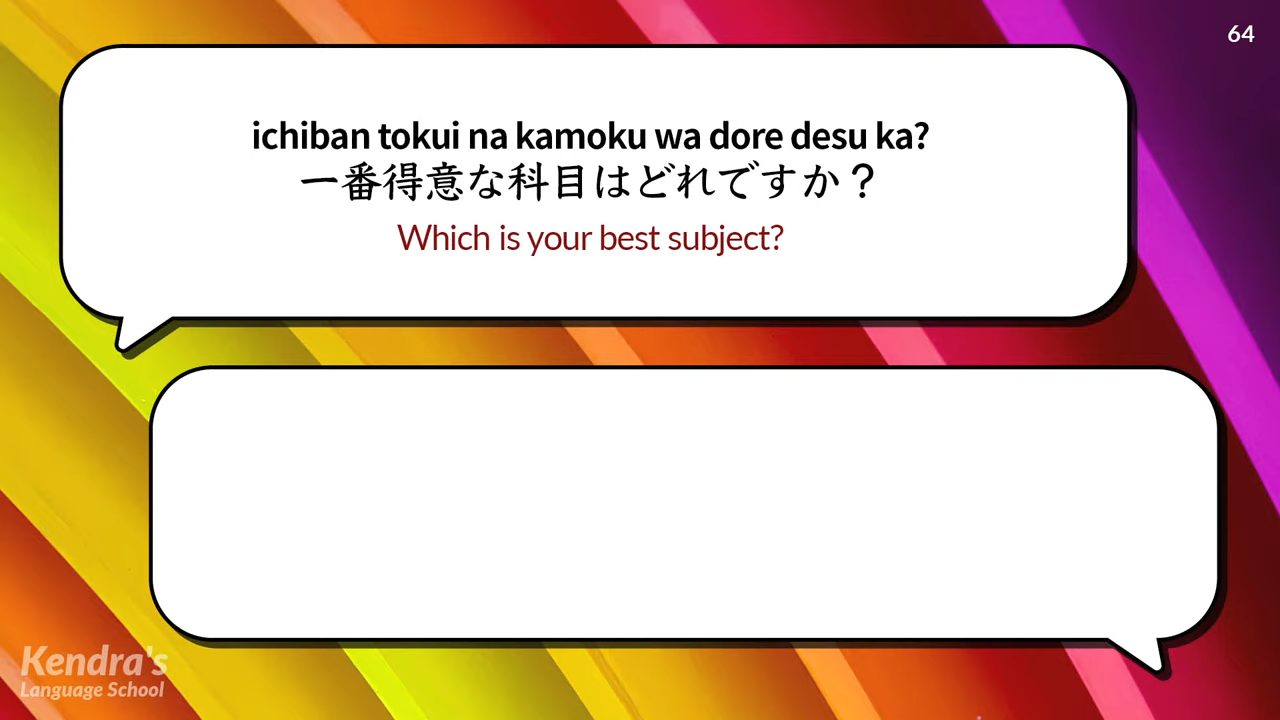 64
ichiban tokui na kamoku wa dore desu ka?
一番得意な科目はどれですか？
Which is your best subject?
Kendra's
Language School